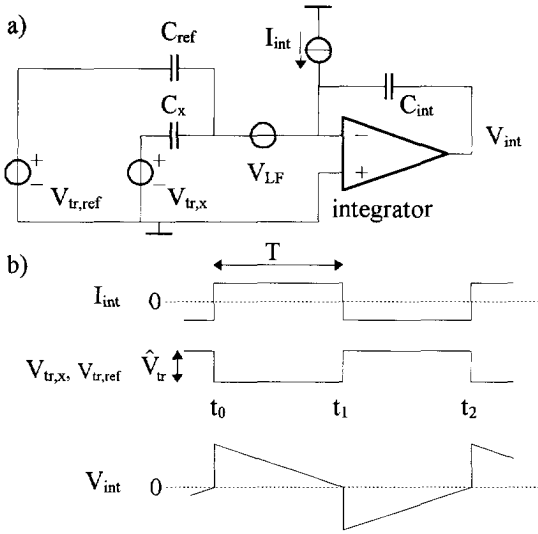 a)
C_ref
I_int
C_x
C_int
V_int
+
−
V_tr,ref
+
−
V_tr,x
V_LF
−
+
integrator
b)
T
I_int 0
V_tr,x, V_tr,ref V̂_tr
t_0 t_1 t_2
V_int 0